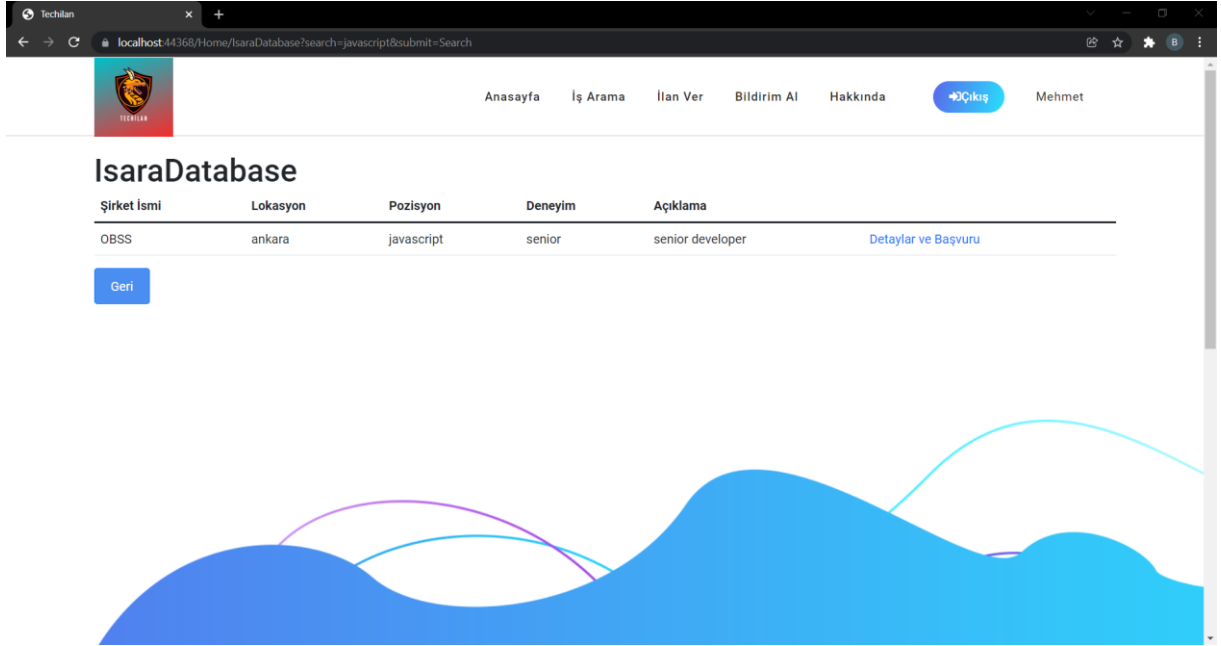 Techilan
localhost:44368/Home/IsaraDatabase?search=javascript&submit=Search
B
TECHILAN
Anasayfa İş Arama İlan Ver Bildirim Al Hakkında Çıkış Mehmet
IsaraDatabase
Şirket İsmi Lokasyon Pozisyon Deneyim Açıklama
OBSS ankara javascript senior senior developer Detaylar ve Başvuru
Geri